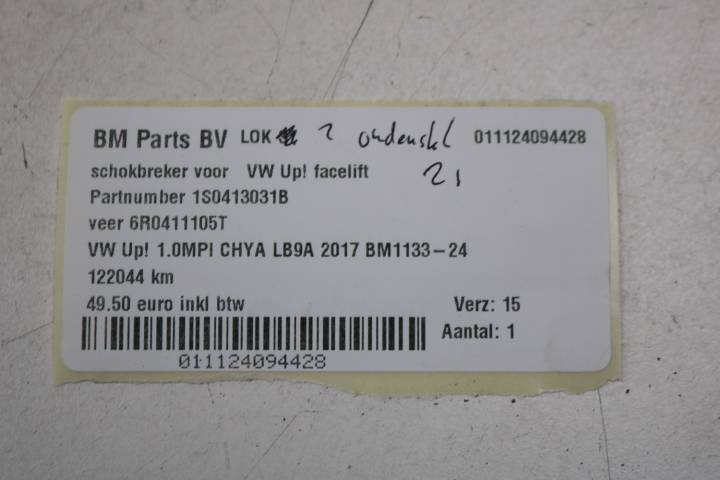 BM Parts BV LOK 2 011124094428
schokbreker voor VW Up! facelift 21
Partnumber 1S0413031B
veer 6R0411105T
VW Up! 1.0MPI CHYA LB9A 2017 BM1133-24
122044 km
49.50 euro inkl btw Verz: 15
Aantal: 1
011124094428